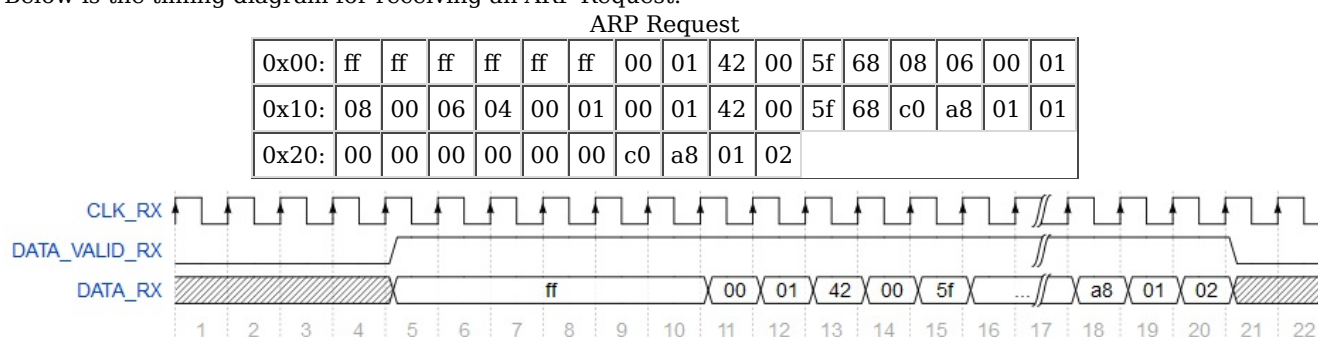 Below is the timing diagram for receiving an ARP Request:
ARP Request
0x00: ff ff ff ff ff ff 00 01 42 00 5f 68 08 06 00 01
0x10: 08 00 06 04 00 01 00 01 42 00 5f 68 c0 a8 01 01
0x20: 00 00 00 00 00 00 c0 a8 01 02
CLK_RX
DATA_VALID_RX
DATA_RX ff 00 01 42 00 5f ... a8 01 02
1 2 3 4 5 6 7 8 9 10 11 12 13 14 15 16 17 18 19 20 21 22